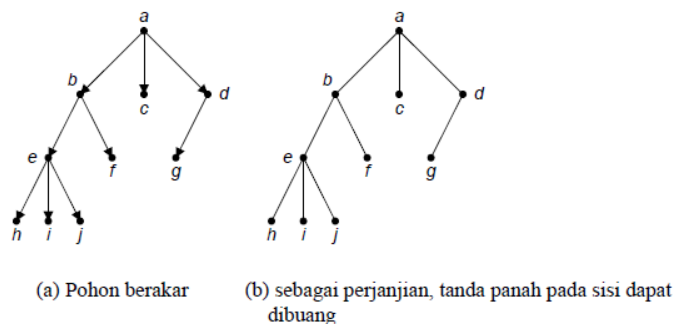 a a
b c d b c d
e f g e f g
h i j h i j
(a) Pohon berakar (b) sebagai perjanjian, tanda panah pada sisi dapat
dibuang